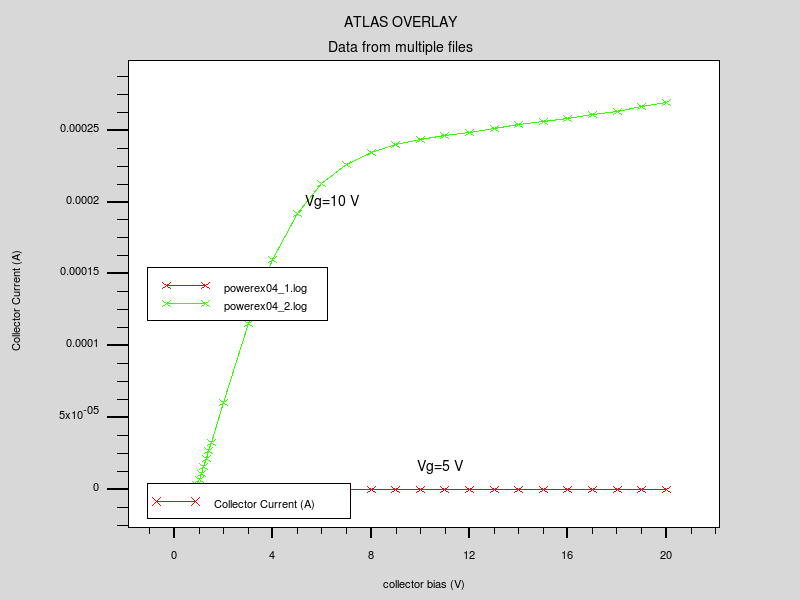 ATLAS OVERLAY
Data from multiple files
0.00025
0.0002
Vg=10 V
0.00015
powerex04_1.log
powerex04_2.log
0.0001
5x10-05
Vg=5 V
0
Collector Current (A)
Collector Current (A)
0 4 8 12 16 20
collector bias (V)